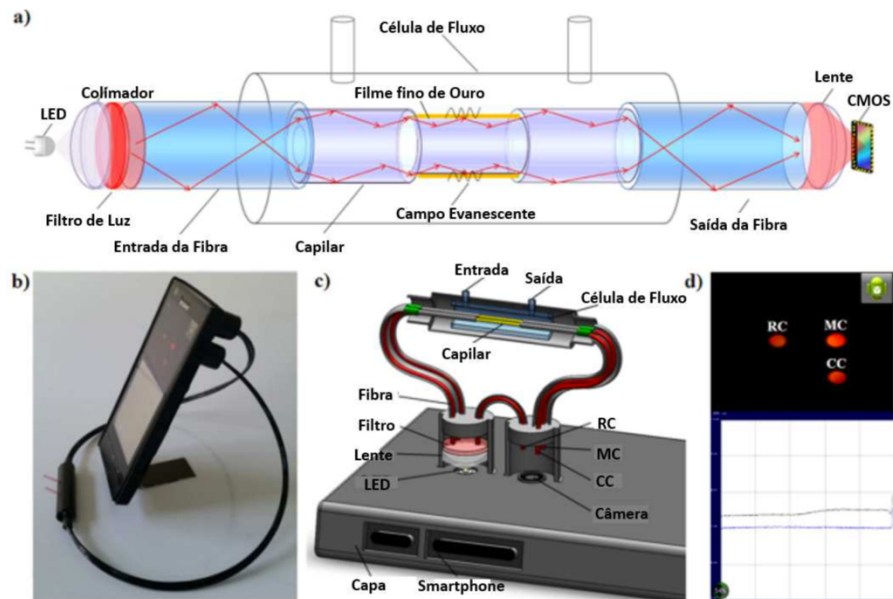 a)
Célula de Fluxo
Filme fino de Ouro
Lente
Colimador
LED
CMOS
Filtro de Luz
Entrada da Fibra
Capilar
Campo Evanescente
Saída da Fibra
b)
c)
Entrada
Saída
Célula de Fluxo
Capilar
Fibra
Filtro
Lente
LED
RC
MC
CC
Câmera
Capa
Smartphone
d)
RC
MC
CC